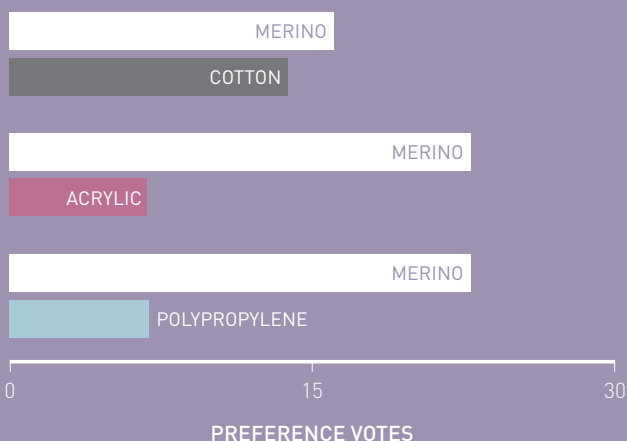 MERINO
COTTON
MERINO
ACRYLIC
MERINO
POLYPROPYLENE
0 15 30
PREFERENCE VOTES